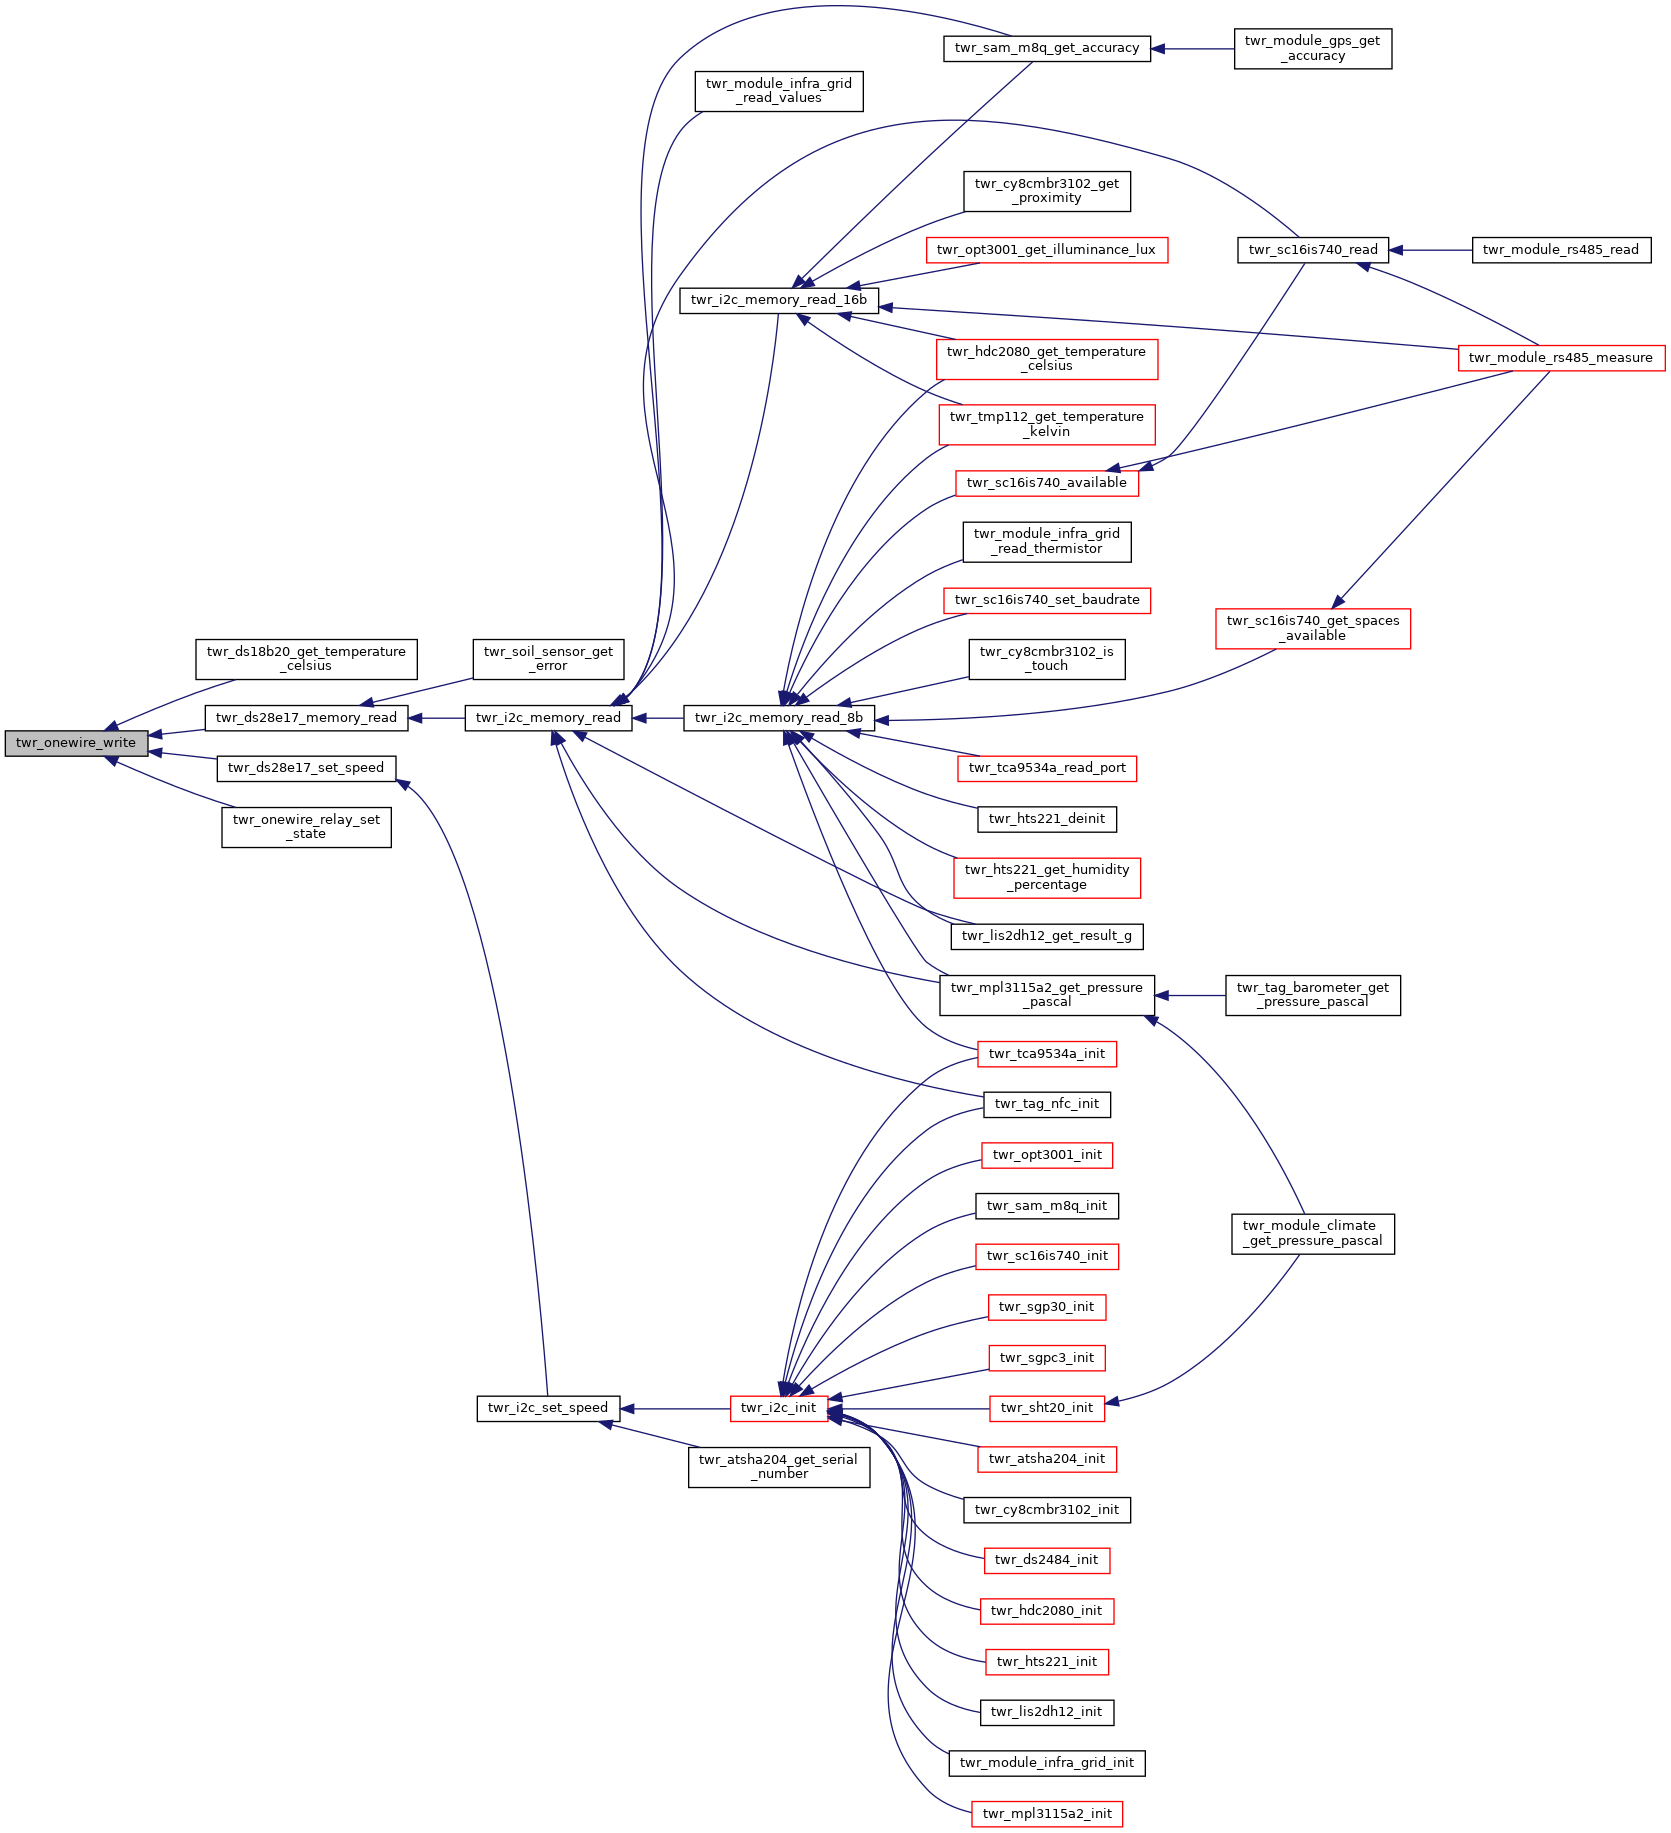 twr_sam_m8q_get_accuracy
twr_module_gps_get
_accuracy
twr_module_infra_grid
_read_values
twr_cy8cmbr3102_get
_proximity
twr_opt3001_get_illuminance_lux
twr_sc16is740_read
twr_module_rs485_read
twr_i2c_memory_read_16b
twr_hdc2080_get_temperature
_celsius
twr_module_rs485_measure
twr_tmp112_get_temperature
_kelvin
twr_sc16is740_available
twr_module_infra_grid
_read_thermistor
twr_sc16is740_set_baudrate
twr_sc16is740_get_spaces
_available
twr_ds18b20_get_temperature
_celsius
twr_soil_sensor_get
_error
twr_cy8cmbr3102_is
_touch
twr_ds28e17_memory_read
twr_i2c_memory_read
twr_i2c_memory_read_8b
twr_onewire_write
twr_ds28e17_set_speed
twr_tca9534a_read_port
twr_onewire_relay_set
_state
twr_hts221_deinit
twr_hts221_get_humidity
_percentage
twr_lis2dh12_get_result_g
twr_mpl3115a2_get_pressure
_pascal
twr_tag_barometer_get
_pressure_pascal
twr_tca9534a_init
twr_tag_nfc_init
twr_opt3001_init
twr_sam_m8q_init
twr_module_climate
_get_pressure_pascal
twr_sc16is740_init
twr_sgp30_init
twr_sgpc3_init
twr_i2c_set_speed
twr_i2c_init
twr_sht20_init
twr_atsha204_get_serial
_number
twr_atsha204_init
twr_cy8cmbr3102_init
twr_ds2484_init
twr_hdc2080_init
twr_hts221_init
twr_lis2dh12_init
twr_module_infra_grid_init
twr_mpl3115a2_init